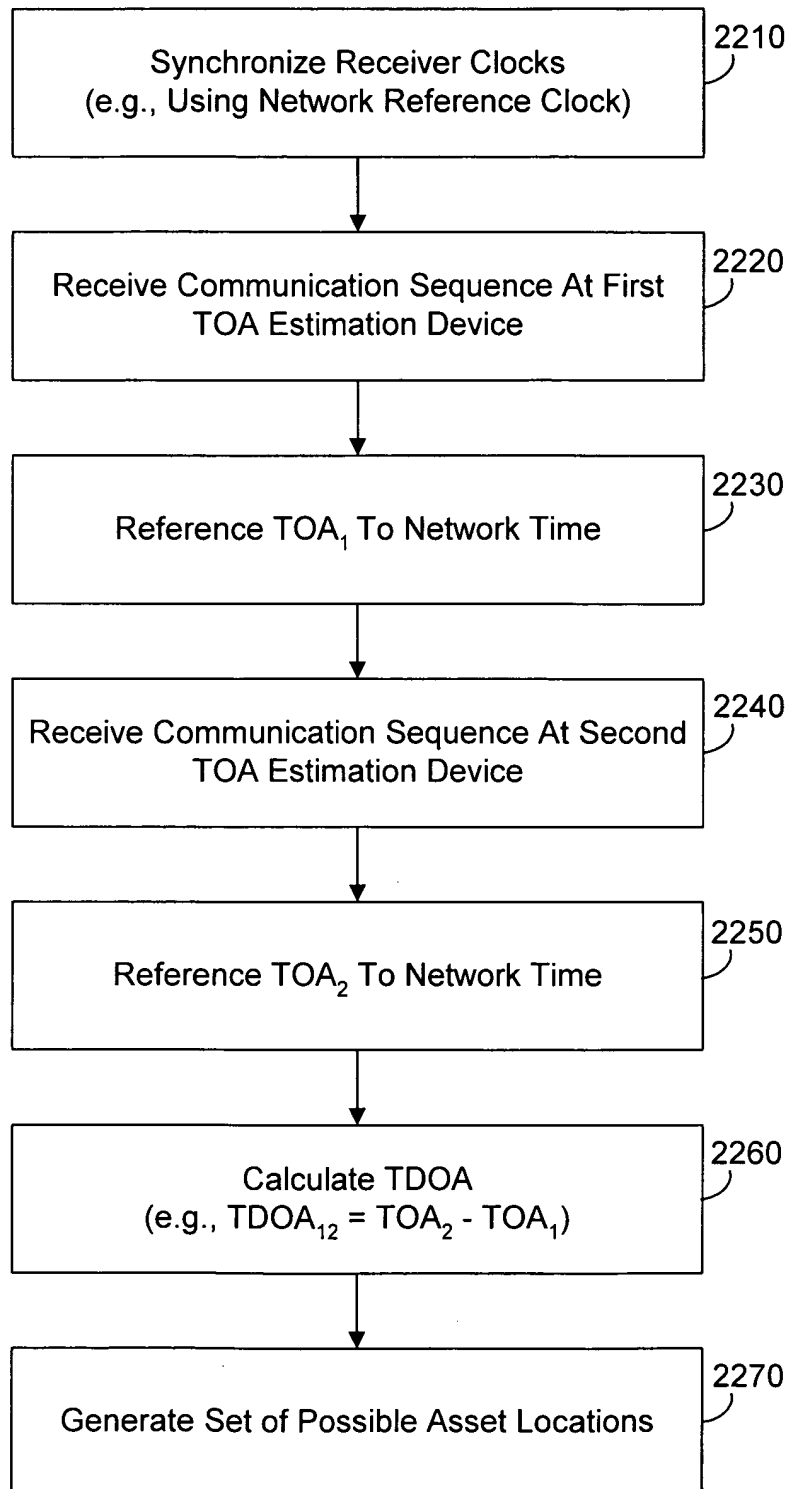 2210
Synchronize Receiver Clocks
(e.g., Using Network Reference Clock)
2220
Receive Communication Sequence At First
TOA Estimation Device
2230
Reference TOA₁ To Network Time
2240
Receive Communication Sequence At Second
TOA Estimation Device
2250
Reference TOA₂ To Network Time
2260
Calculate TDOA
(e.g., TDOA₁₂ = TOA₂ - TOA₁)
2270
Generate Set of Possible Asset Locations